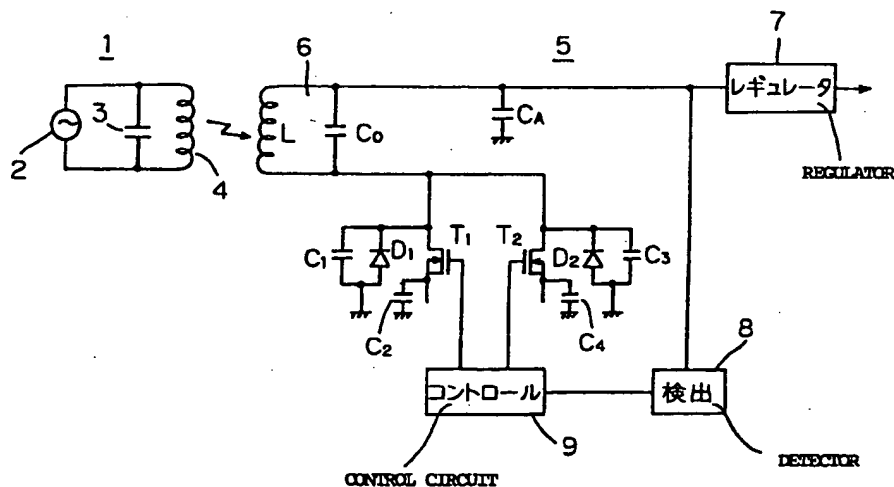 1
6
5
7
レギュレータ
REGULATOR
2
3
4
L
C0
CA
C1
D1
T1
T2
D2
C3
C2
C4
8
検出
DETECTOR
コントロール
9
CONTROL CIRCUIT